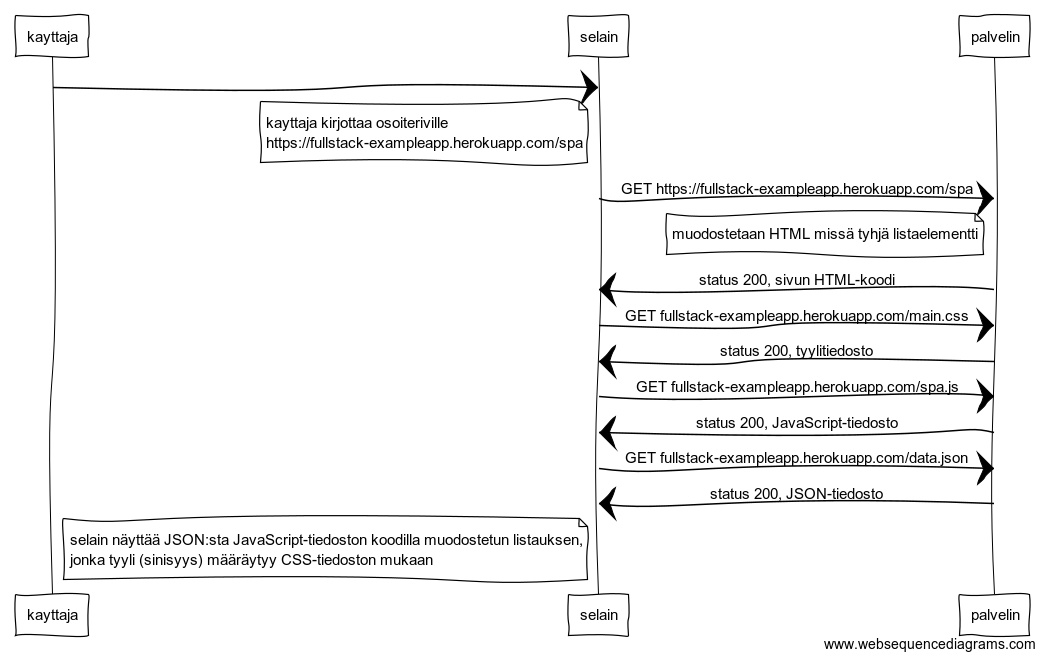 kayttaja
selain
palvelin
kayttaja kirjottaa osoiteriville
https://fullstack-exampleapp.herokuapp.com/spa
GET https://fullstack-exampleapp.herokuapp.com/spa
muodostetaan HTML missä tyhjä listaelementti
status 200, sivun HTML-koodi
GET fullstack-exampleapp.herokuapp.com/main.css
status 200, tyylitiedosto
GET fullstack-exampleapp.herokuapp.com/spa.js
status 200, JavaScript-tiedosto
GET fullstack-exampleapp.herokuapp.com/data.json
status 200, JSON-tiedosto
selain näyttää JSON:sta JavaScript-tiedoston koodilla muodostetun listauksen,
jonka tyyli (sinisyys) määräytyy CSS-tiedoston mukaan
kayttaja
selain
palvelin
www.websequencediagrams.com